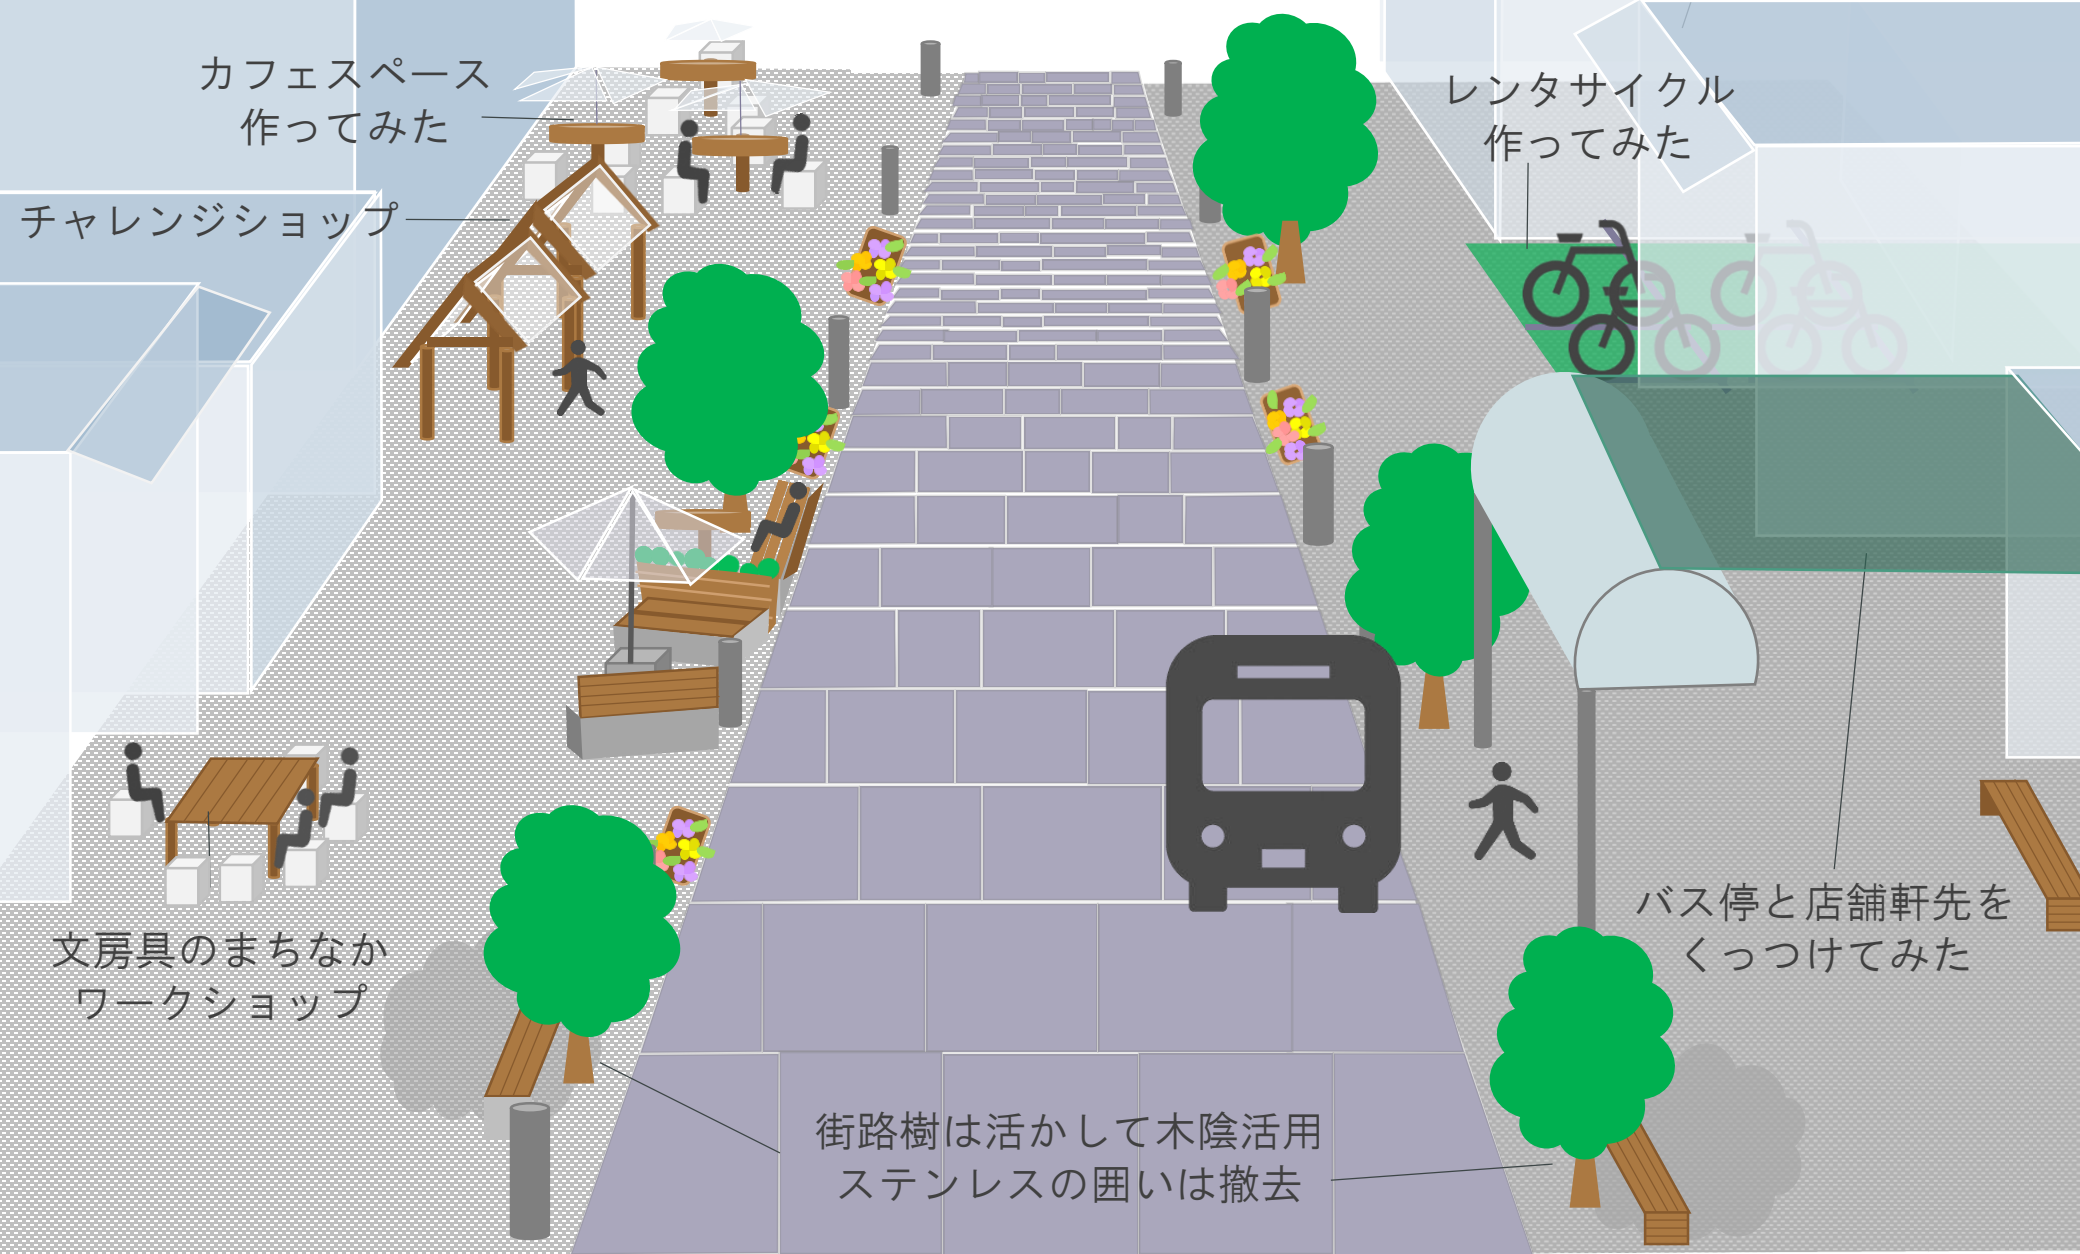 カフェスペース
作ってみた
レンタサイクル
作ってみた
チャレンジショップ
文房具のまちなか
ワークショップ
バス停と店舗軒先を
くっつけてみた
街路樹は活かして木陰活用
ステンレスの囲いは撤去